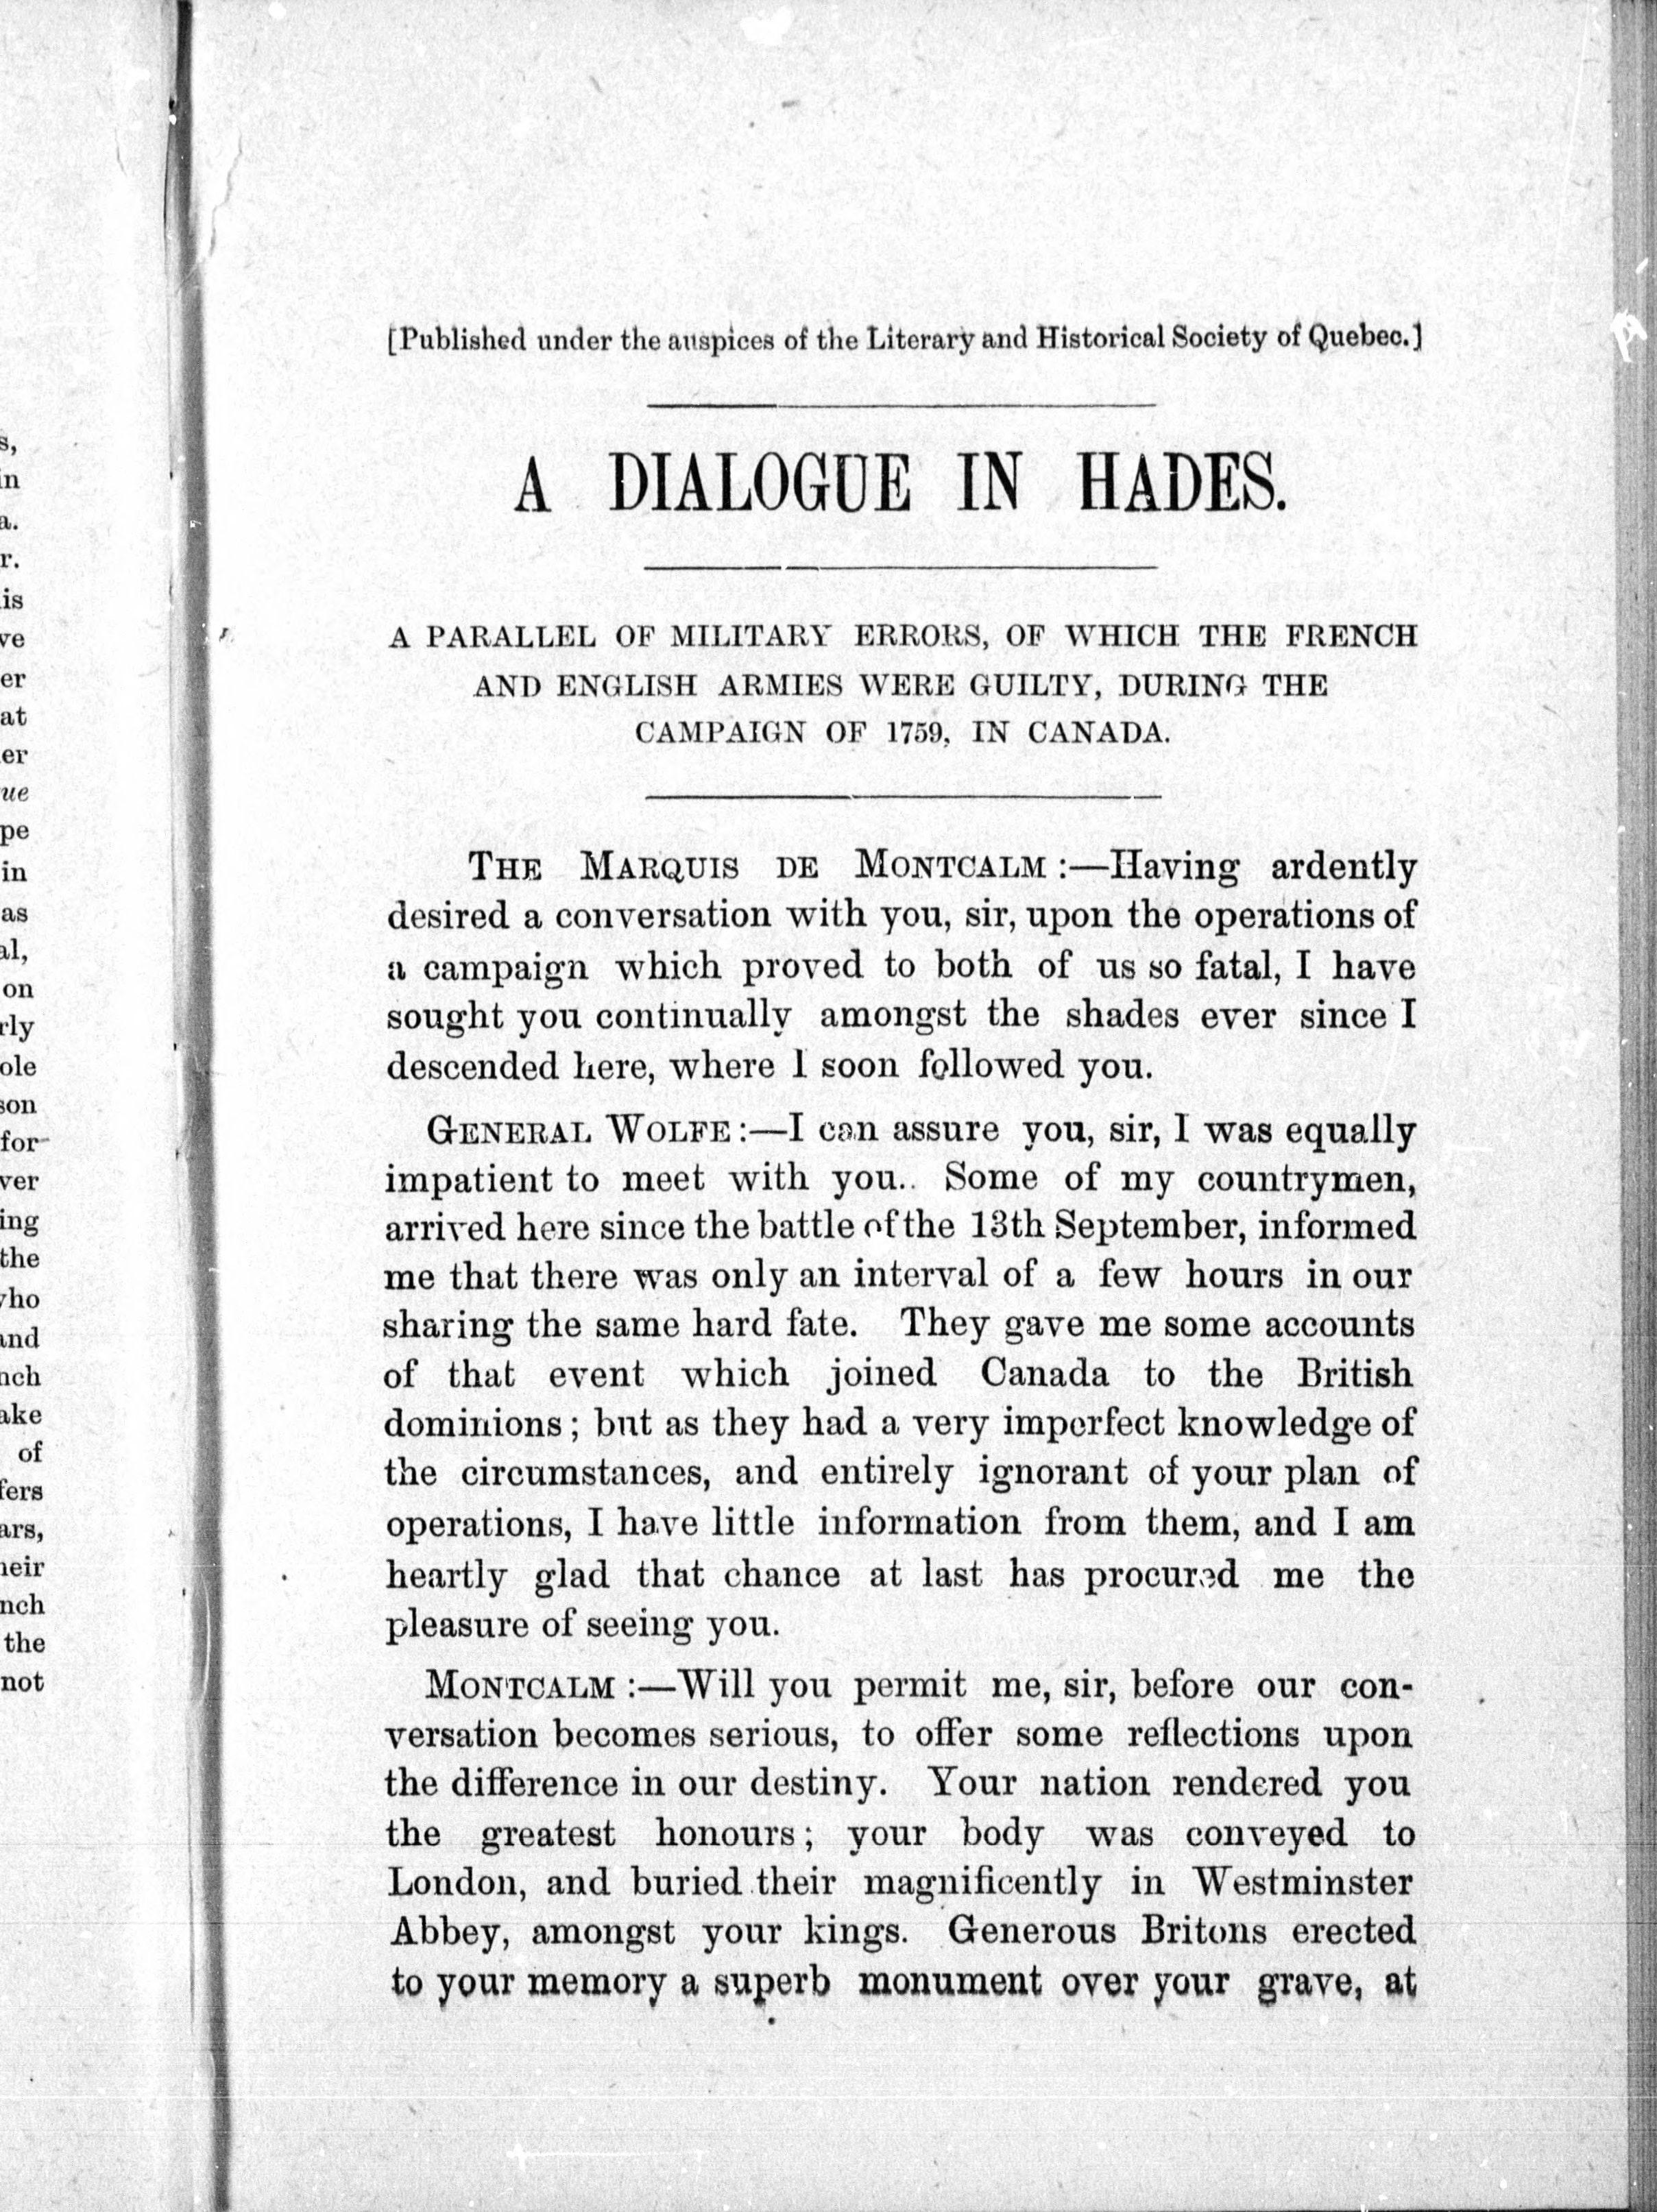 [Published under the auspices of the Literary and Historical Society of Quebec.]
A DIALOGUE IN HADES.
A PARALLEL OF MILITARY ERRORS, OF WHICH THE FRENCH
AND ENGLISH ARMIES WERE GUILTY, DURING THE
CAMPAIGN OF 1759, IN CANADA.
THE MARQUIS DE MONTCALM :—Having ardently
desired a conversation with you, sir, upon the operations of
a campaign which proved to both of us so fatal, I have
sought you continually amongst the shades ever since I
descended here, where I soon followed you.
GENERAL WOLFE:—I can assure you, sir, I was equally
impatient to meet with you.. Some of my countrymen,
arrived here since the battle of the 13th September, informed
me that there was only an interval of a few hours in our
sharing the same hard fate. They gave me some accounts
of that event which joined Canada to the British
dominions; but as they had a very imperfect knowledge of
the circumstances, and entirely ignorant of your plan of
operations, I have little information from them, and I am
heartly glad that chance at last has procured me the
pleasure of seeing you.
MONTCALM :—Will you permit me, sir, before our con-
versation becomes serious, to offer some reflections upon
the difference in our destiny. Your nation rendered you
the greatest honours; your body was conveyed to
London, and buried their magnificently in Westminster
Abbey, amongst your kings. Generous Britons erected
to your memory a superb monument over your grave, at